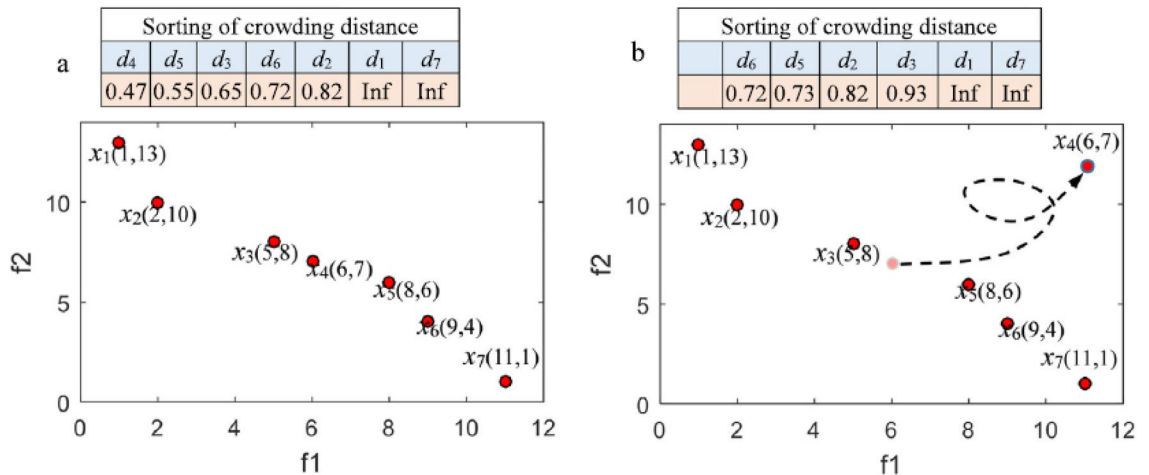 a
Sorting of crowding distance
d4 d5 d3 d6 d2 d1 d7
0.47 0.55 0.65 0.72 0.82 Inf Inf
x1(1,13)
x2(2,10)
x3(5,8)
x4(6,7)
x5(8,6)
x6(9,4)
x7(11,1)
10
5
0
f2
0 2 4 6 8 10 12
f1
b
Sorting of crowding distance
d6 d5 d2 d3 d1 d7
0.72 0.73 0.82 0.93 Inf Inf
x4(6,7)
x1(1,13)
x2(2,10)
x3(5,8)
x5(8,6)
x6(9,4)
x7(11,1)
10
5
0
f2
0 2 4 6 8 10 12
f1